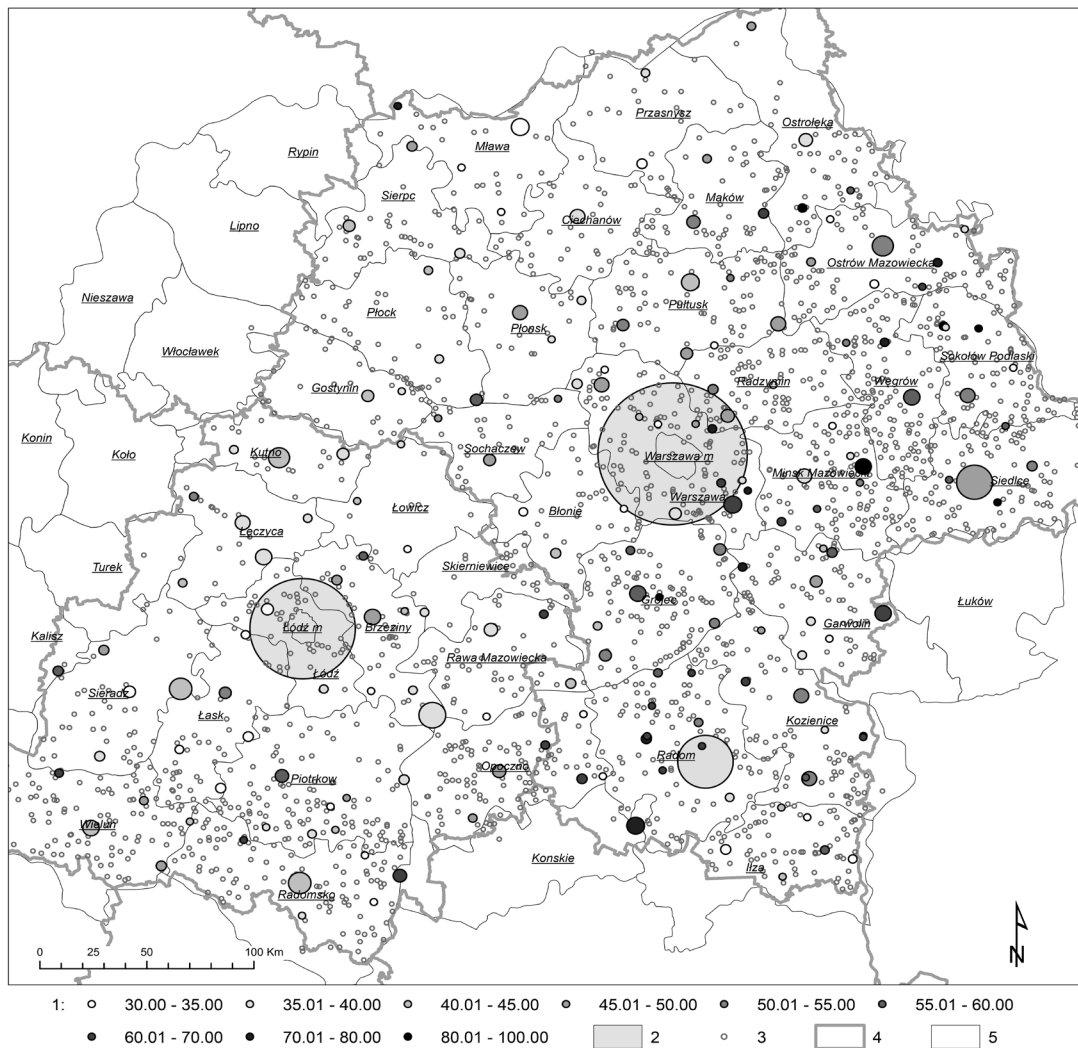 Przasnysz
Ostrołęka
Mława
Rypin
Sierpc
Maków
Lipno
Ciechanów
Ostrów Mazowiecka
Nieszawa
Płock
Płońsk
Pułtusk
Włocławek
Sokołów Podlaski
Gostynin
Radzymin
Węgrów
Konin
Koło
Kutno
Sochaczew
Warszawa m
Mińsk Mazowiecki
Siedlce
Warszawa
Łęczyca
Łowicz
Błonie
Turek
Skierniewice
Łuków
Grójec
Kalisz
Łódź m
Brzeziny
Garwolin
Rawa Mazowiecka
Łódź
Sieradz
Łask
Kozienice
Radom
Opoczno
Piotrków
Wieluń
Konskie
Iłża
Radomsko
0 25 50 100 Km
N
1: 30.00 - 35.00 35.01 - 40.00 40.01 - 45.00 45.01 - 50.00 50.01 - 55.00 55.01 - 60.00
60.01 - 70.00 70.01 - 80.00 80.01 - 100.00 2 3 4 5